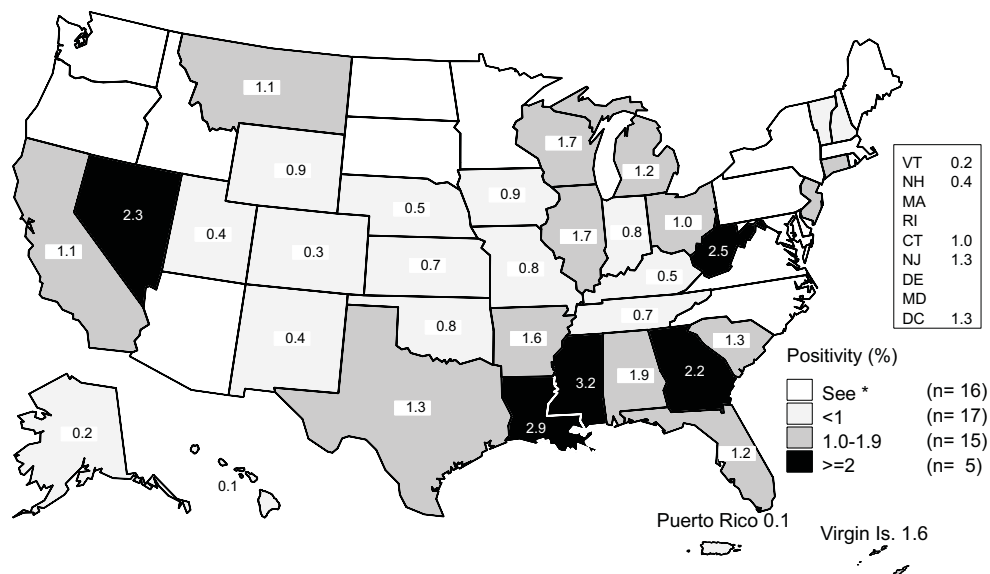 1.1
0.9
2.3
1.1
0.4
0.3
0.5
0.9
0.7
0.8
0.4
0.8
1.7
1.2
1.7
0.8
1.0
0.5
2.5
0.7
1.6
3.2
1.9
2.2
1.3
1.3
2.9
1.2
0.2
0.1
VT 0.2
NH 0.4
MA
RI
CT 1.0
NJ 1.3
DE
MD
DC 1.3
Positivity (%)
See * (n= 16)
<1 (n= 17)
1.0-1.9 (n= 15)
>=2 (n= 5)
Puerto Rico 0.1
Virgin Is. 1.6